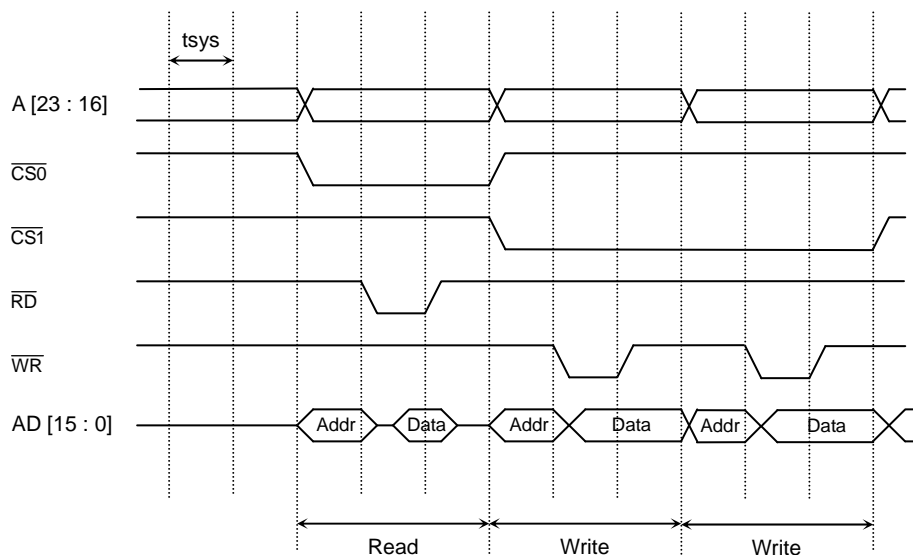 tsys
A [23 : 16]
CS0
CS1
RD
WR
AD [15 : 0]
Addr Data Addr Data Addr Data
Read Write Write